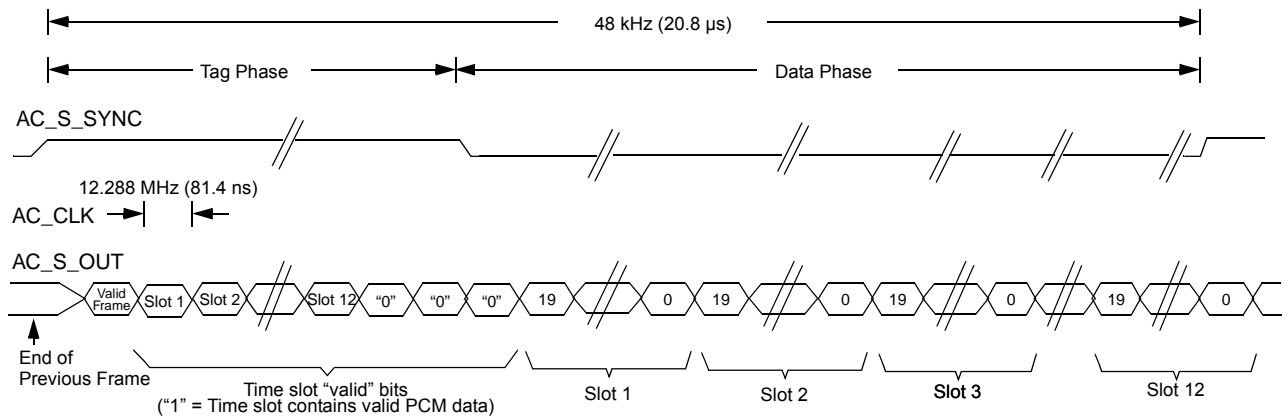 48 kHz (20.8 µs)
Tag Phase Data Phase
AC_S_SYNC
12.288 MHz (81.4 ns)
AC_CLK
AC_S_OUT
Valid Frame Slot 1 Slot 2 Slot 12 “0” “0” “0” 19 0 19 0 19 0 19 0
End of
Previous Frame
Time slot “valid” bits
(“1” = Time slot contains valid PCM data)
Slot 1 Slot 2 Slot 3 Slot 12